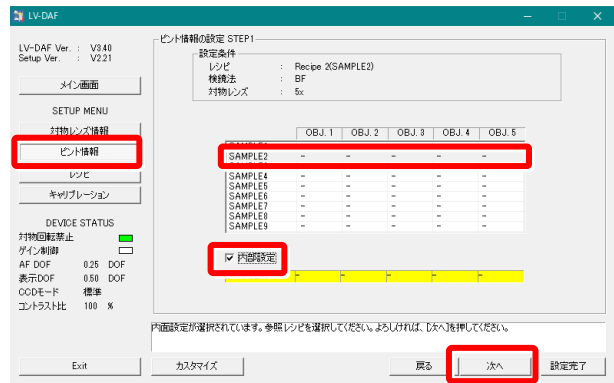 LV-DAF
LV-DAF Ver. : V3.40
Setup Ver. : V2.21
メイン画面
SETUP MENU
対物レンズ情報
ピント情報
レシピ
キャリブレーション
DEVICE STATUS
対物回転禁止
ゲイン制御
AF DOF 0.25 DOF
表示DOF 0.50 DOF
CCDモード 標準
コントラスト比 100 %
Exit
ピント情報の設定 STEP1
設定条件
レシピ : Recipe 2(SAMPLE2)
検鏡法 : BF
対物レンズ : 5x
OBJ. 1 OBJ. 2 OBJ. 3 OBJ. 4 OBJ. 5
SAMPLE2 - - - - -
SAMPLE4 - - - - -
SAMPLE5 - - - - -
SAMPLE6 - - - - -
SAMPLE7 - - - - -
SAMPLE8 - - - - -
SAMPLE9 - - - - -
内部設定
- - - - -
内面設定が選択されています。参照レシピを選択してください。よろしければ、[次へ]を押してください。
カスタマイズ
戻る
次へ
設定完了